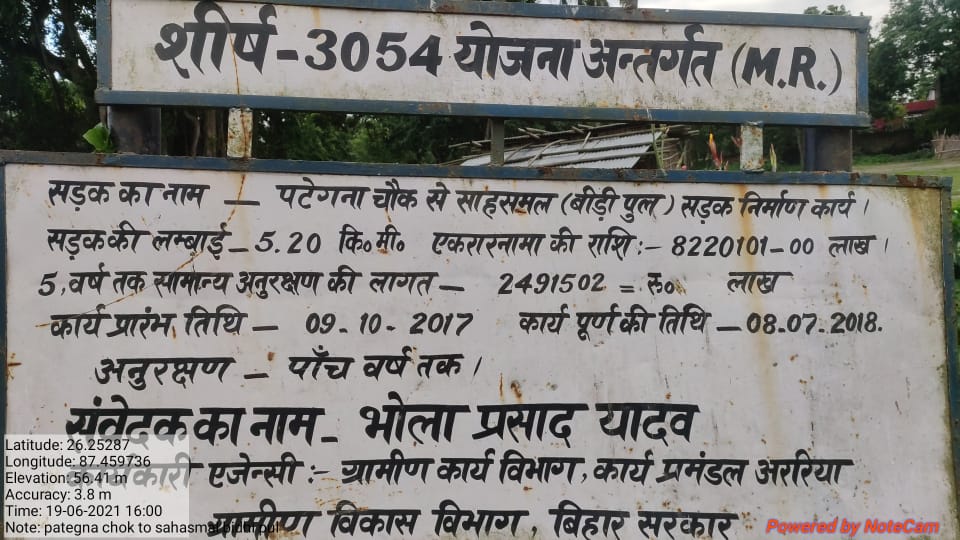 शीर्ष-3054 योजना अन्तर्गत (M.R.)
सड़क का नाम — पटेगना चौक से साहसमल (बीड़ी पुल) सड़क निर्माण कार्य।
सड़क की लम्बाई - 5.20 कि॰मी॰ एकरारनामा की राशि:- 8220101-00 लाख।
5, वर्ष तक सामान्य अनुरक्षण की लागत - 2491502 = रु॰ लाख
कार्य प्रारंभ तिथि - 09-10-2017 कार्य पूर्ण की तिथि - 08.07.2018.
अनुरक्षण - पाँच वर्ष तक।
संवेदक का नाम - भोला प्रसाद यादव
कार्यकारी एजेन्सी:- ग्रामीण कार्य विभाग, कार्य प्रमंडल अररिया
ग्रामीण विकास विभाग, बिहार सरकार
Latitude: 26.25287
Longitude: 87.459736
Elevation: 56.41 m
Accuracy: 3.8 m
Time: 19-06-2021 16:00
Note: pategna chok to sahasmal bidhi pul
Powered by NoteCam